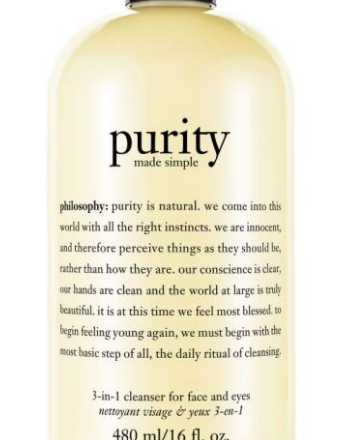 purity
made simple
philosophy: purity is natural. we come into this
world with all the right instincts. we are innocent,
and therefore perceive things as they should be,
rather than how they are. our conscience is clear,
our hands are clean and the world at large is truly
beautiful. it is at this time we feel most blessed. to
begin feeling young again, we must begin with the
most basic step of all, the daily ritual of cleansing.
3-in-1 cleanser for face and eyes
nettoyant visage & yeux 3-en-1
480 ml/16 fl. oz.